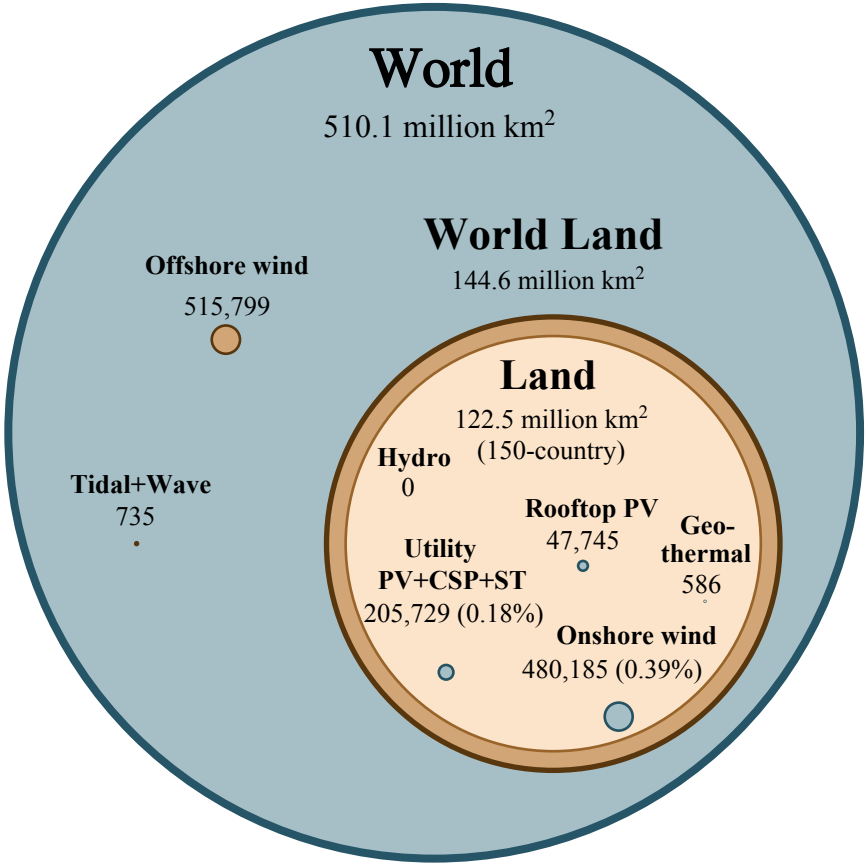 World
510.1 million km²
World Land
144.6 million km²
Offshore wind
515,799
Land
122.5 million km²
(150-country)
Hydro
0
Tidal+Wave
735
Rooftop PV
47,745
Geo-
thermal
586
Utility
PV+CSP+ST
205,729 (0.18%)
Onshore wind
480,185 (0.39%)